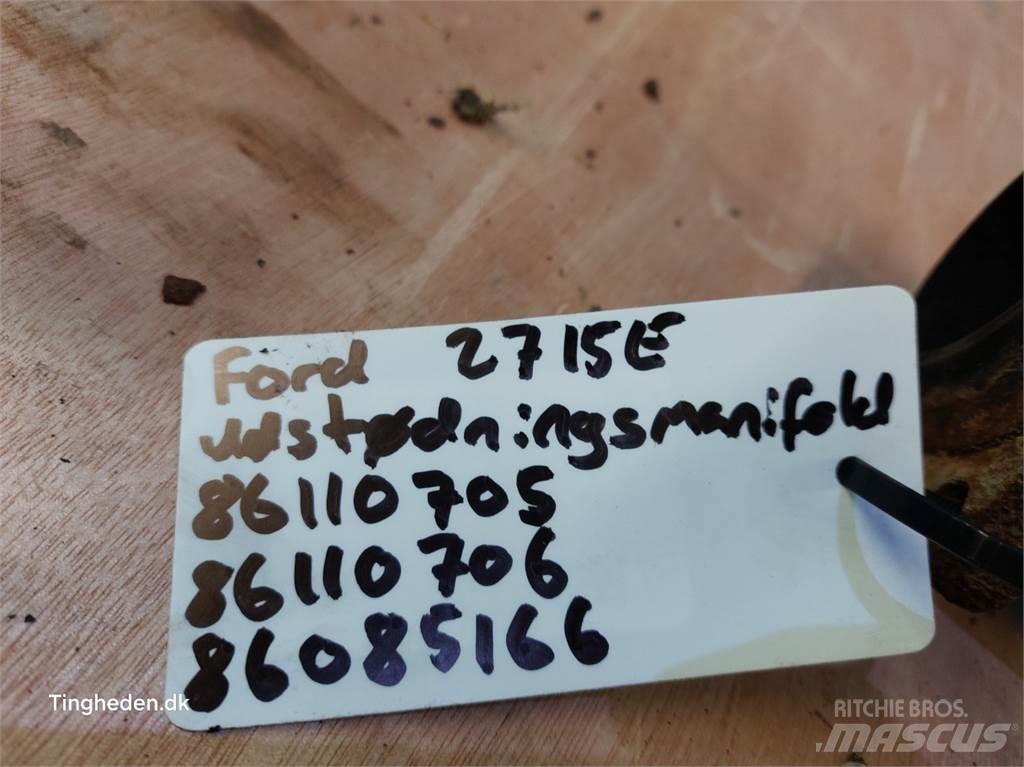 Ford 2715E
Udstødningsmanifold
86110705
86110706
86085166
Tingheden.dk
RITCHIE BROS.
MASCUS